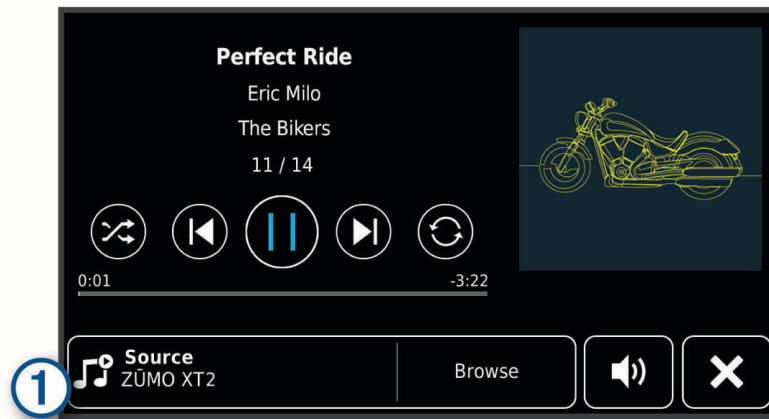 Perfect Ride
Eric Milo
The Bikers
11 / 14
0:01 -3:22
Source
ZŪMO XT2
Browse
1